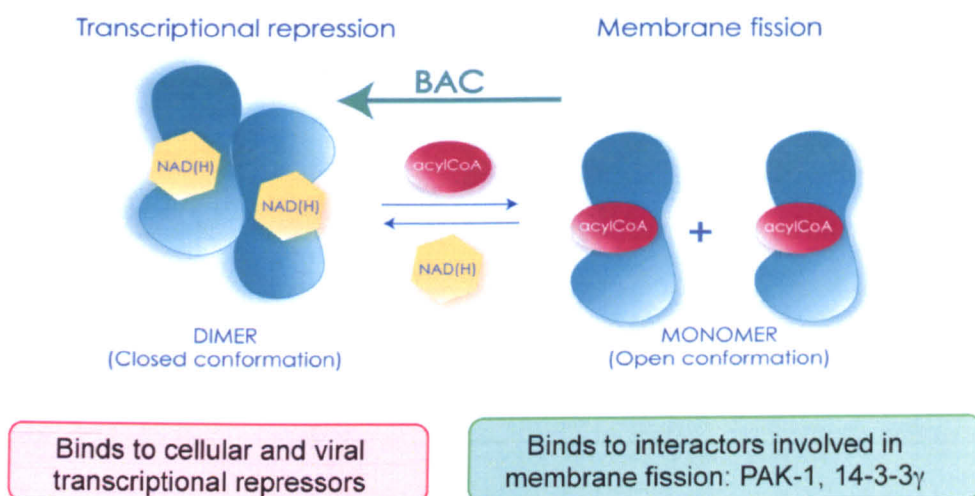 Transcriptional repression
Membrane fission
BAC
NAD(H)
NAD(H)
acylCoA
NAD(H)
acylCoA
+
acylCoA
DIMER
(Closed conformation)
MONOMER
(Open conformation)
Binds to cellular and viral
transcriptional repressors
Binds to interactors involved in
membrane fission: PAK-1, 14-3-3γ